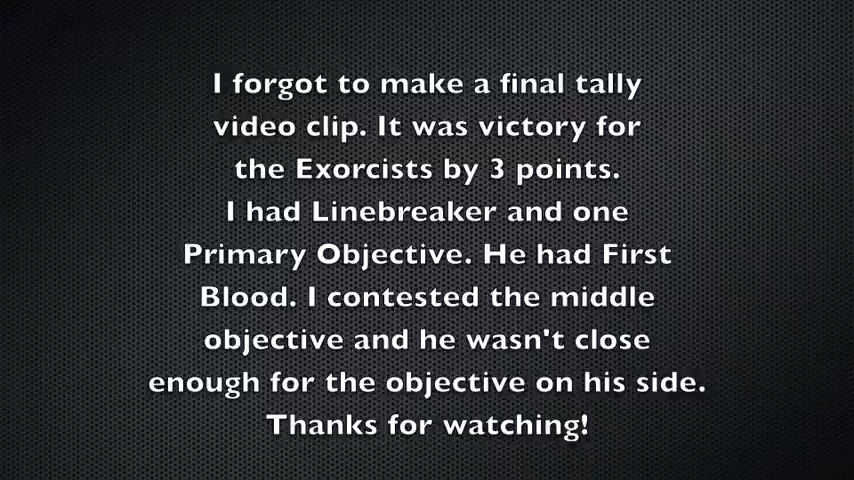 I forgot to make a final tally
video clip. It was victory for
the Exorcists by 3 points.
I had Linebreaker and one
Primary Objective. He had First
Blood. I contested the middle
objective and he wasn't close
enough for the objective on his side.
Thanks for watching!